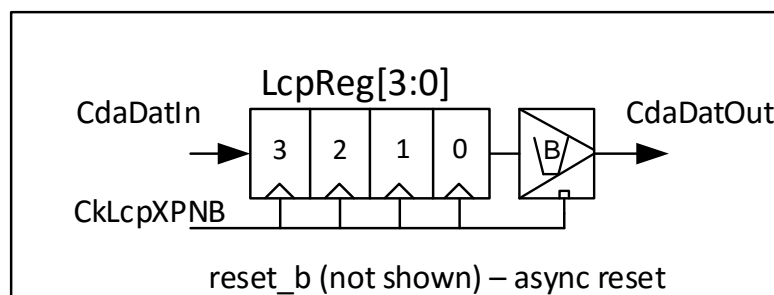 LcpReg[3:0]
CdaDatIn
CdaDatOut
3 2 1 0
B
CkLcpXPNB
reset_b (not shown) – async reset